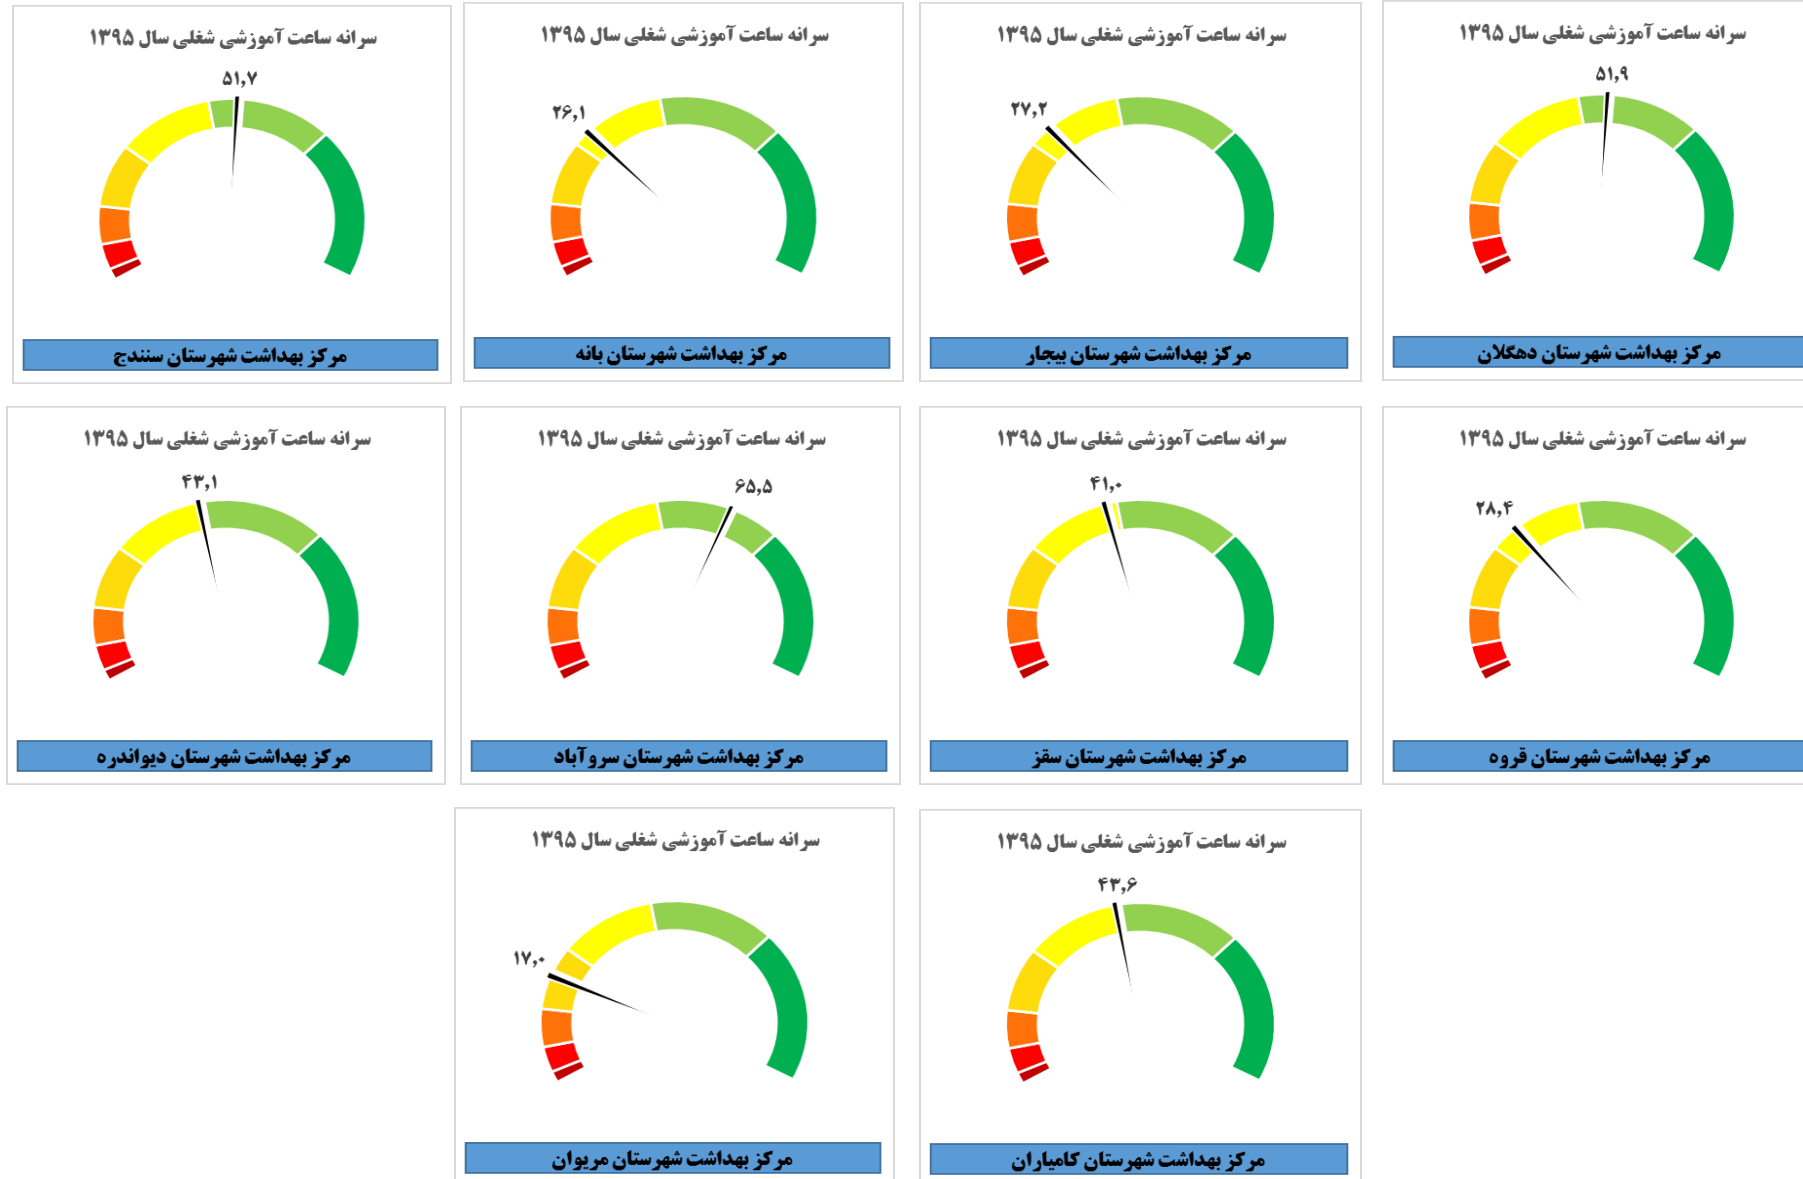 سرانه ساعت آموزشی شغلی سال ۱۳۹۵
۵۱,۷
مرکز بهداشت شهرستان سنندج
سرانه ساعت آموزشی شغلی سال ۱۳۹۵
۲۶,۱
مرکز بهداشت شهرستان بانه
سرانه ساعت آموزشی شغلی سال ۱۳۹۵
۲۷,۲
مرکز بهداشت شهرستان بیجار
سرانه ساعت آموزشی شغلی سال ۱۳۹۵
۵۱,۹
مرکز بهداشت شهرستان دهگلان
سرانه ساعت آموزشی شغلی سال ۱۳۹۵
۴۳,۱
مرکز بهداشت شهرستان دیواندره
سرانه ساعت آموزشی شغلی سال ۱۳۹۵
۶۵,۵
مرکز بهداشت شهرستان سروآباد
سرانه ساعت آموزشی شغلی سال ۱۳۹۵
۴۱,۰
مرکز بهداشت شهرستان سقز
سرانه ساعت آموزشی شغلی سال ۱۳۹۵
۲۸,۴
مرکز بهداشت شهرستان قروه
سرانه ساعت آموزشی شغلی سال ۱۳۹۵
۱۷,۰
مرکز بهداشت شهرستان مریوان
سرانه ساعت آموزشی شغلی سال ۱۳۹۵
۴۳,۶
مرکز بهداشت شهرستان کامیاران